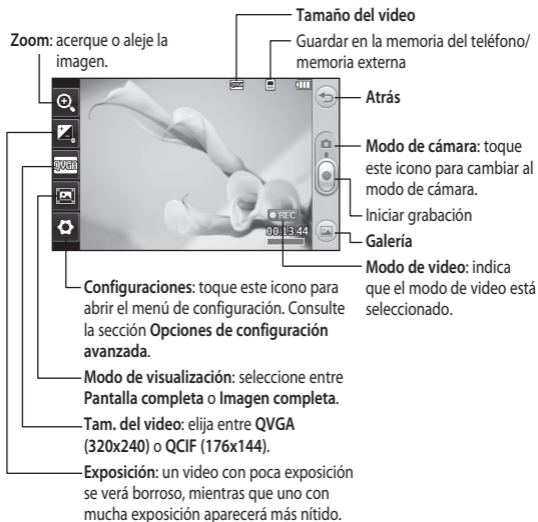 Tamaño del video
Guardar en la memoria del teléfono/
memoria externa
Zoom: acerque o aleje la
imagen.
Atrás
Modo de cámara: toque
este icono para cambiar al
modo de cámara.
Iniciar grabación
Galería
Modo de video: indica
que el modo de video está
seleccionado.
QVGA
REC
00:13:44
Configuraciones: toque este icono para
abrir el menú de configuración. Consulte
la sección Opciones de configuración
avanzada.
Modo de visualización: seleccione entre
Pantalla completa o Imagen completa.
Tam. del video: elija entre QVGA
(320x240) o QCIF (176x144).
Exposición: un video con poca exposición
se verá borroso, mientras que uno con
mucha exposición aparecerá más nítido.